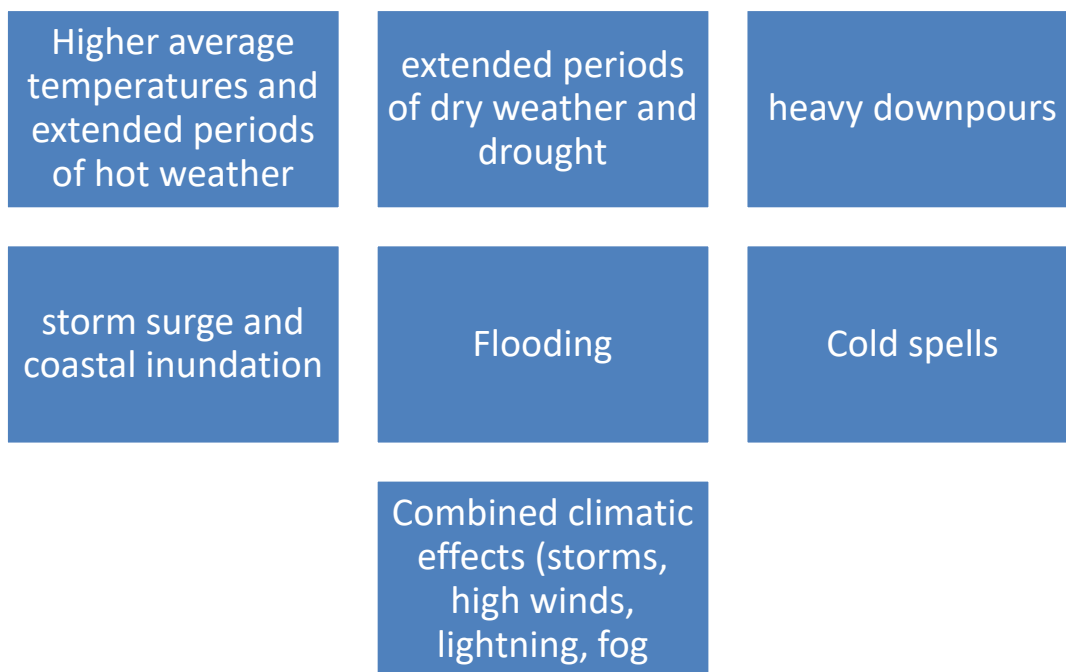 Higher average
temperatures and
extended periods
of hot weather
extended periods
of dry weather and
drought
heavy downpours
storm surge and
coastal inundation
Flooding
Cold spells
Combined climatic
effects (storms,
high winds,
lightning, fog